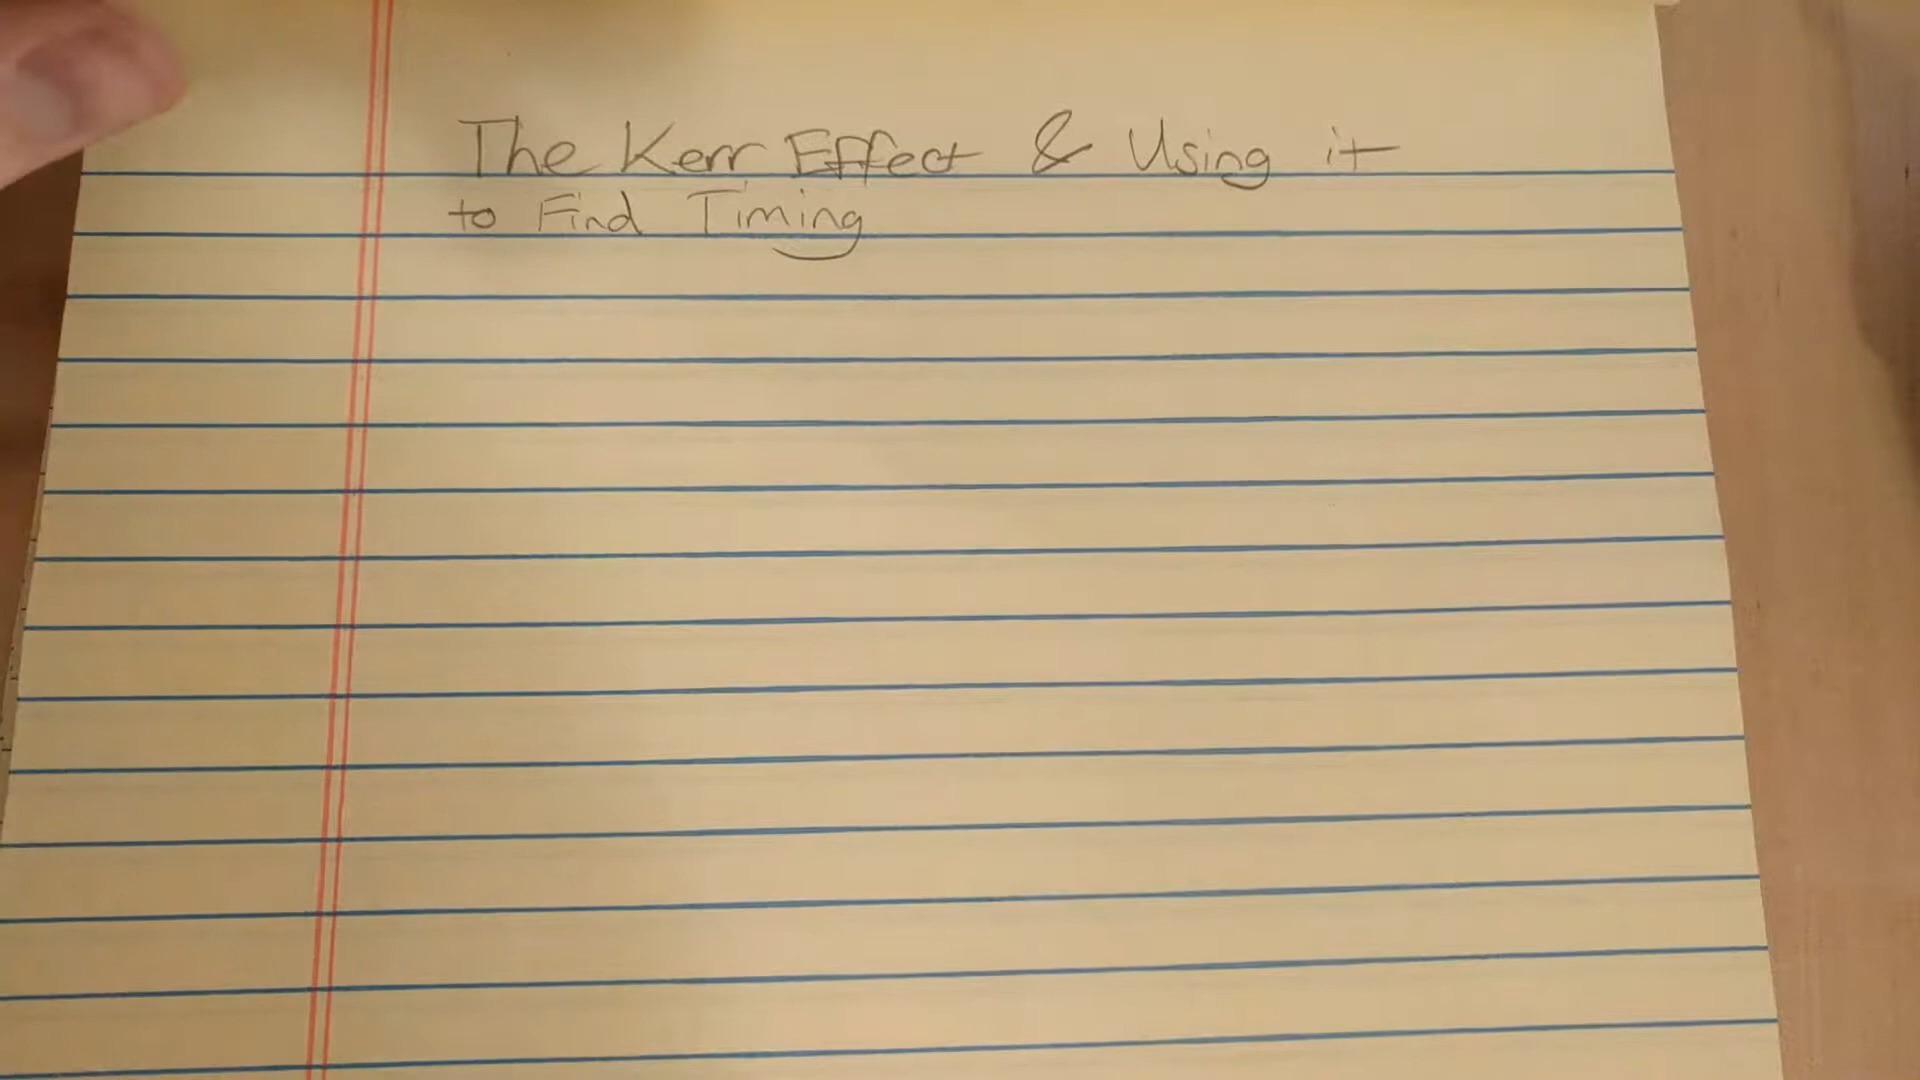 The Kerr Effect & Using it
to Find Timing